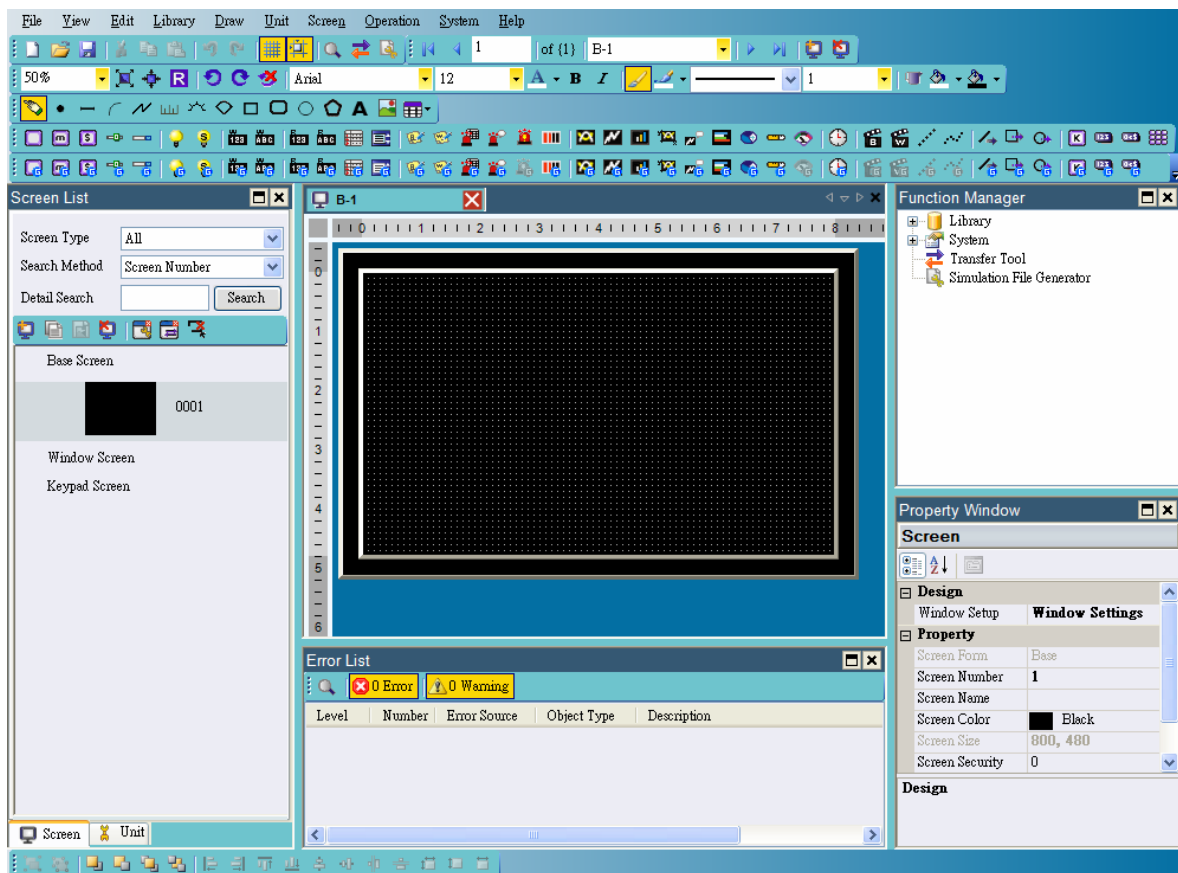 File View Edit Library Draw Unit Screen Operation System Help
1 of {1} B-1
50% Arial 12 A B I 1
A
Screen List
Screen Type All
Search Method Screen Number
Detail Search Search
Base Screen
0001
Window Screen
Keypad Screen
Screen Unit
B-1
0 1 2 3 4 5 6 7 8
0
1
2
3
4
5
6
Error List
0 Error 0 Warning
Level Number Error Source Object Type Description
Function Manager
Library
System
Transfer Tool
Simulation File Generator
Property Window
Screen
Design
Window Setup Window Settings
Property
Screen Form Base
Screen Number 1
Screen Name
Screen Color Black
Screen Size 800, 480
Screen Security 0
Design